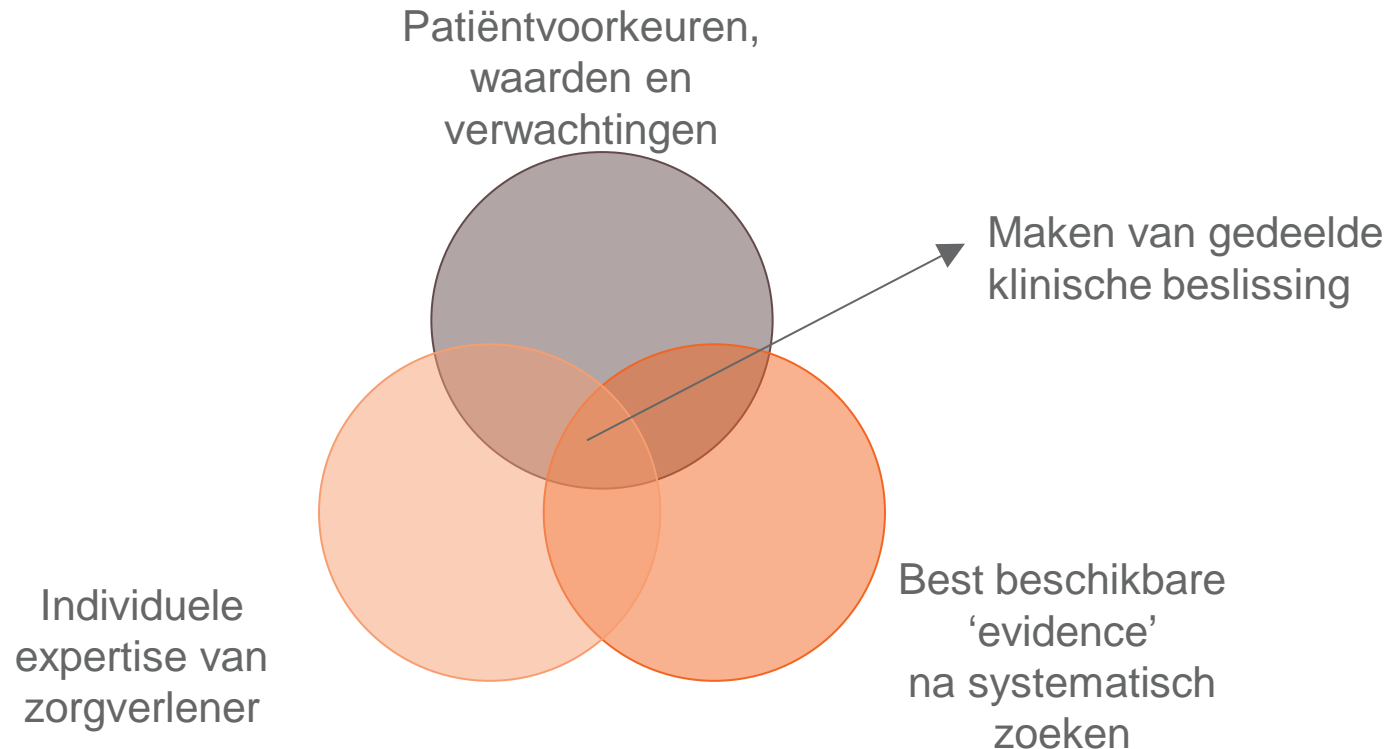 Patiëntvoorkeuren,
waarden en
verwachtingen
Maken van gedeelde
klinische beslissing
Individuele
expertise van
zorgverlener
Best beschikbare
‘evidence’
na systematisch
zoeken